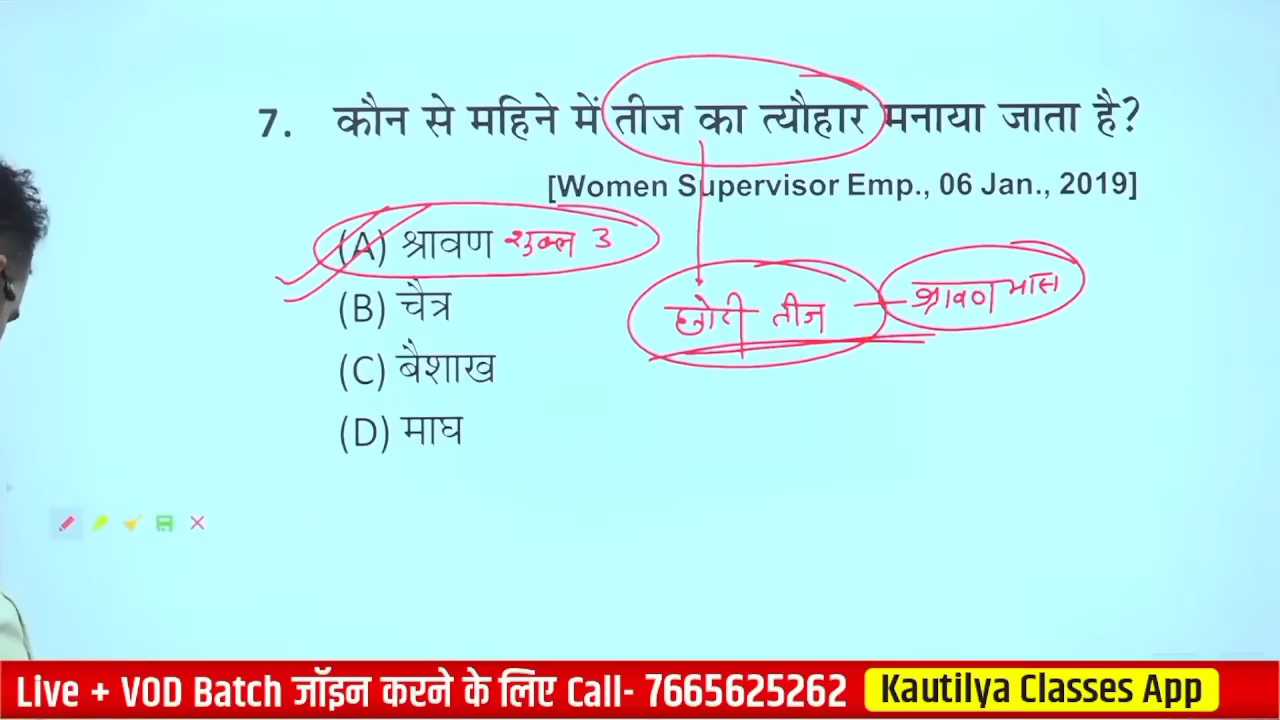 7. कौन से महिने में तीज का त्यौहार मनाया जाता है?
[Women Supervisor Emp., 06 Jan., 2019]
(A) श्रावण शुक्ल 3
(B) चैत्र
छोटी तीज – श्रावण मास
(C) बैशाख
(D) माघ
Live + VOD Batch जॉइन करने के लिए Call- 7665625262 Kautilya Classes App